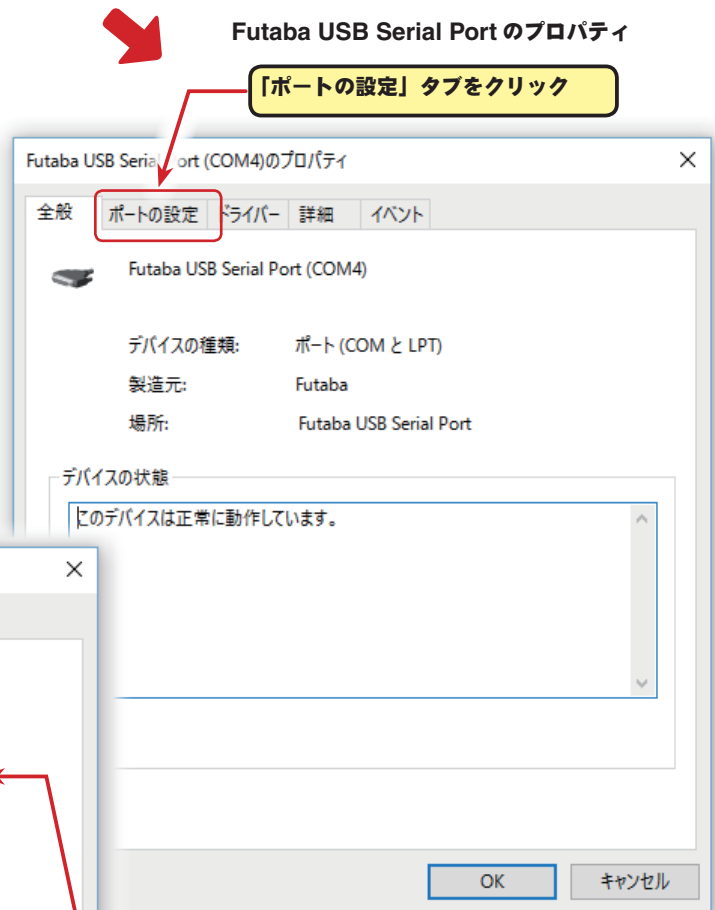 Futaba USB Serial Port のプロパティ
「ポートの設定」タブをクリック
Futaba USB Serial Port (COM4)のプロパティ
全般 ポートの設定 ドライバー 詳細 イベント
Futaba USB Serial Port (COM4)
デバイスの種類: ポート (COM と LPT)
製造元: Futaba
場所: Futaba USB Serial Port
デバイスの状態
このデバイスは正常に動作しています。
OK キャンセル